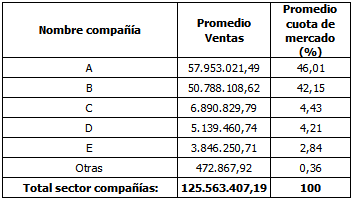 Nombre compañía Promedio Ventas Promedio cuota de mercado (%)
A 57.953.021,49 46,01
B 50.788.108,62 42,15
C 6.890.829,79 4,43
D 5.139.460,74 4,21
E 3.846.250,71 2,84
Otras 472.867,92 0,36
Total sector compañías: 125.563.407,19 100